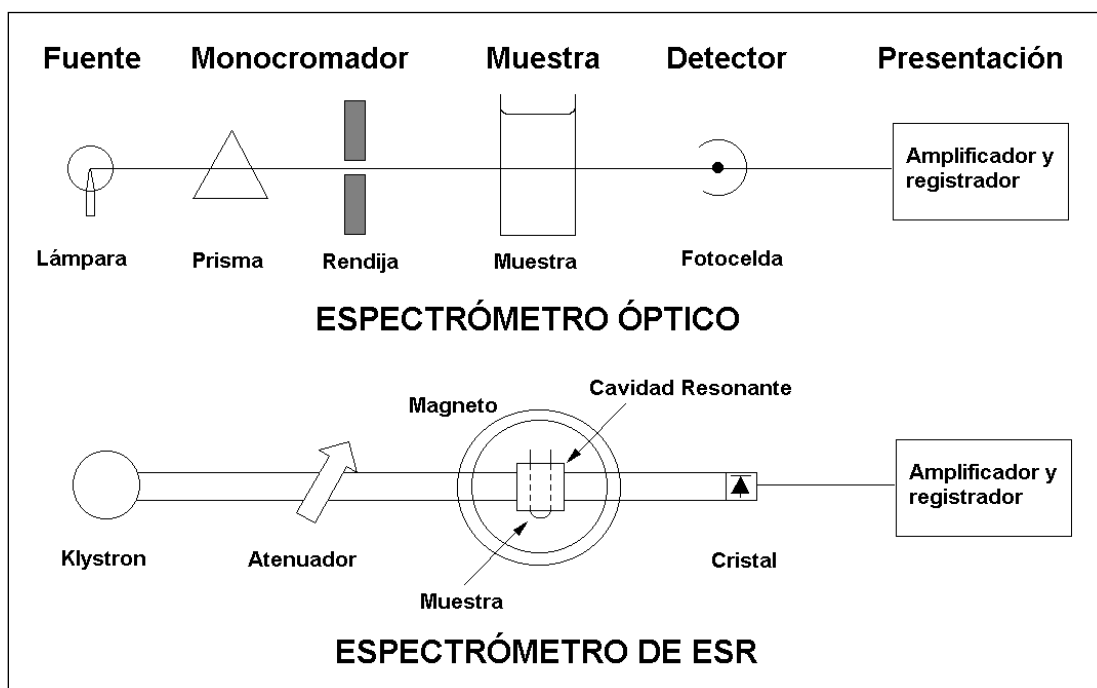 Fuente Monocromador Muestra Detector Presentación
Amplificador y
registrador
Lámpara Prisma Rendija Muestra Fotocelda
ESPECTRÓMETRO ÓPTICO
Cavidad Resonante
Magneto
Amplificador y
registrador
Klystron Atenuador Cristal
Muestra
ESPECTRÓMETRO DE ESR